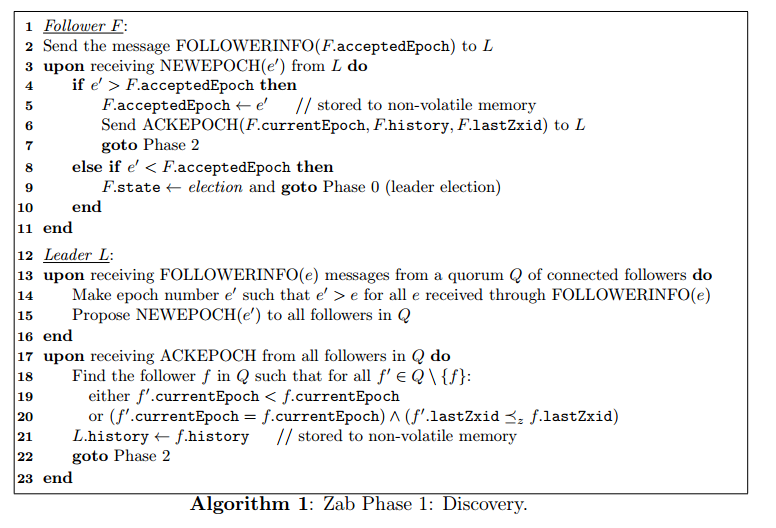 1 Follower F:
2 Send the message FOLLOWERINFO(F.acceptedEpoch) to L
3 upon receiving NEWEPOCH(e′) from L do
4 if e′ > F.acceptedEpoch then
5 F.acceptedEpoch ← e′ // stored to non-volatile memory
6 Send ACKEPOCH(F.currentEpoch, F.history, F.lastZxid) to L
7 goto Phase 2
8 else if e′ < F.acceptedEpoch then
9 F.state ← election and goto Phase 0 (leader election)
10 end
11 end
12 Leader L:
13 upon receiving FOLLOWERINFO(e) messages from a quorum Q of connected followers do
14 Make epoch number e′ such that e′ > e for all e received through FOLLOWERINFO(e)
15 Propose NEWEPOCH(e′) to all followers in Q
16 end
17 upon receiving ACKEPOCH from all followers in Q do
18 Find the follower f in Q such that for all f′ ∈ Q \ {f}:
19 either f′.currentEpoch < f.currentEpoch
20 or (f′.currentEpoch = f.currentEpoch) ∧ (f′.lastZxid ⪯z f.lastZxid)
21 L.history ← f.history // stored to non-volatile memory
22 goto Phase 2
23 end
Algorithm 1: Zab Phase 1: Discovery.